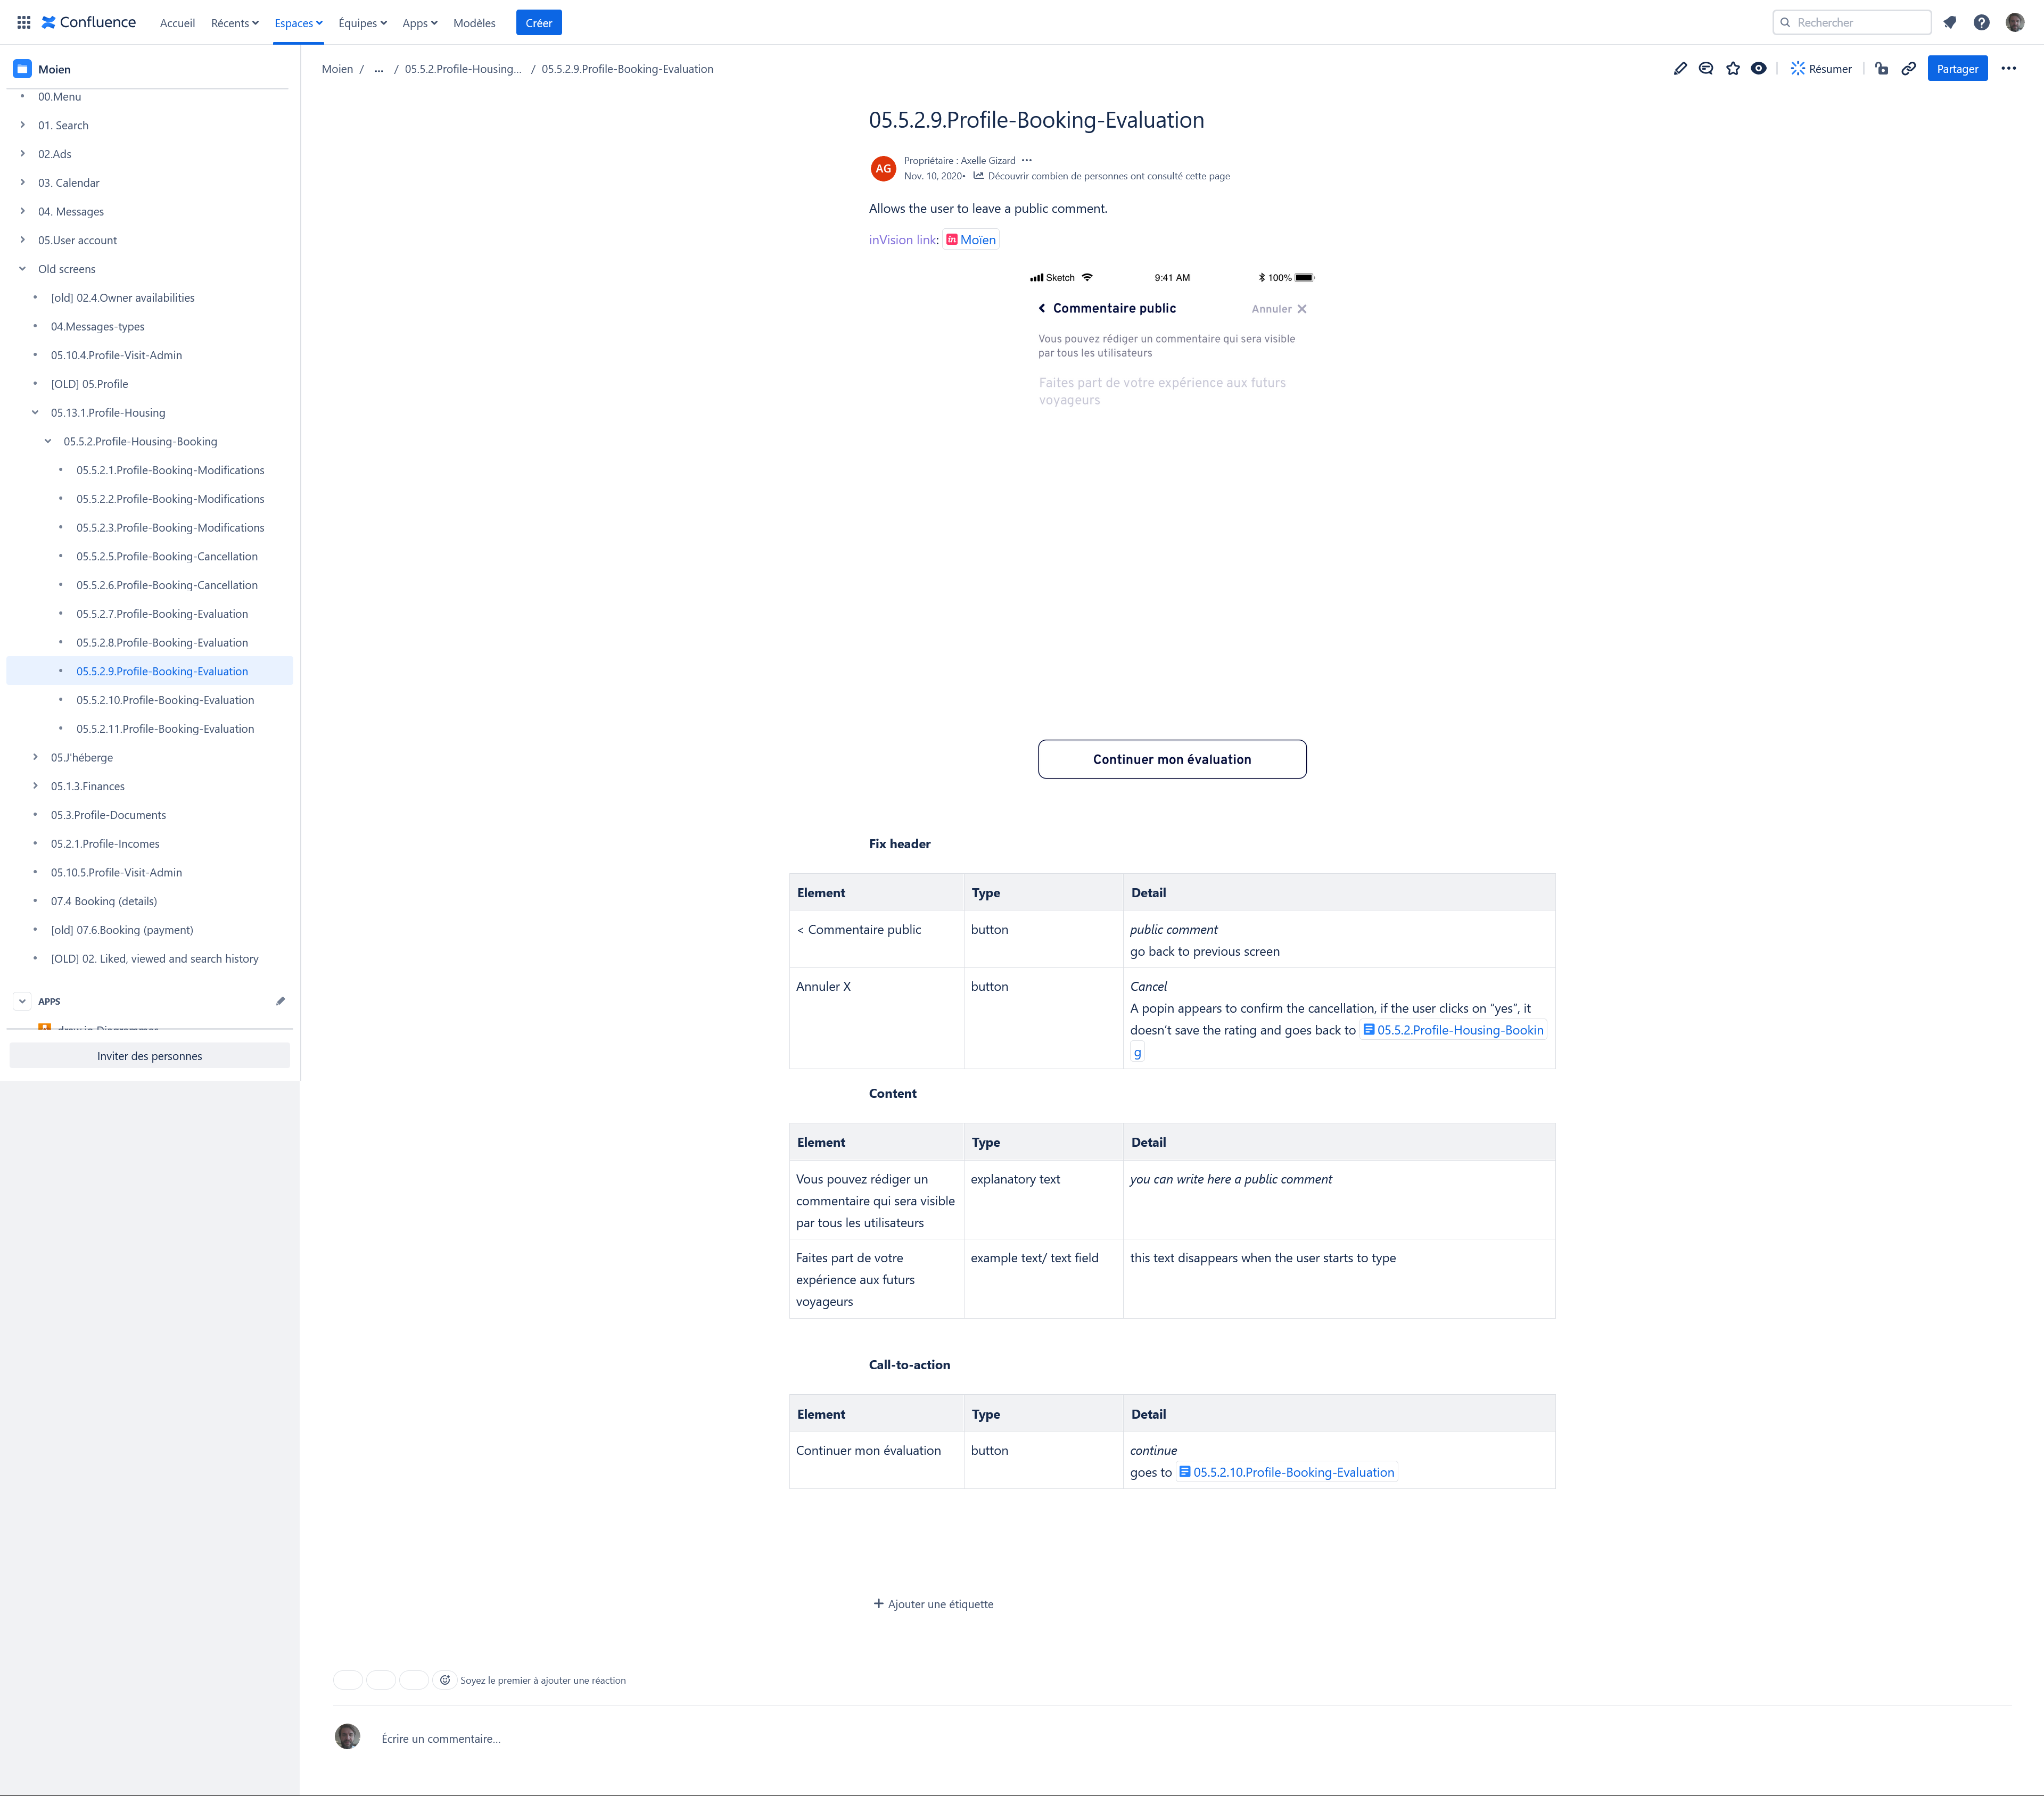 Confluence
Accueil
Récents
Espaces
Équipes
Apps
Modèles
Créer
Rechercher
Moien
00.Menu
01. Search
02.Ads
03. Calendar
04. Messages
05.User account
Old screens
[old] 02.4.Owner availabilities
04.Messages-types
05.10.4.Profile-Visit-Admin
[OLD] 05.Profile
05.13.1.Profile-Housing
05.5.2.Profile-Housing-Booking
05.5.2.1.Profile-Booking-Modifications
05.5.2.2.Profile-Booking-Modifications
05.5.2.3.Profile-Booking-Modifications
05.5.2.5.Profile-Booking-Cancellation
05.5.2.6.Profile-Booking-Cancellation
05.5.2.7.Profile-Booking-Evaluation
05.5.2.8.Profile-Booking-Evaluation
05.5.2.9.Profile-Booking-Evaluation
05.5.2.10.Profile-Booking-Evaluation
05.5.2.11.Profile-Booking-Evaluation
05.J'héberge
05.1.3.Finances
05.3.Profile-Documents
05.2.1.Profile-Incomes
05.10.5.Profile-Visit-Admin
07.4 Booking (details)
[old] 07.6.Booking (payment)
[OLD] 02. Liked, viewed and search history
APPS
Inviter des personnes
Moien / ... / 05.5.2.Profile-Housing... / 05.5.2.9.Profile-Booking-Evaluation
Résumer
Partager
05.5.2.9.Profile-Booking-Evaluation
AG
Propriétaire : Axelle Gizard
Nov. 10, 2020• Découvrir combien de personnes ont consulté cette page
Allows the user to leave a public comment.
inVision link: in Moïen
Sketch 9:41 AM 100%
Commentaire public Annuler X
Vous pouvez rédiger un commentaire qui sera visible
par tous les utilisateurs
Faites part de votre expérience aux futurs
voyageurs
Continuer mon évaluation
Fix header
Element Type Detail
< Commentaire public button public comment
go back to previous screen
Annuler X button Cancel
A popin appears to confirm the cancellation, if the user clicks on “yes”, it
doesn’t save the rating and goes back to 05.5.2.Profile-Housing-Bookin
g
Content
Element Type Detail
Vous pouvez rédiger un explanatory text you can write here a public comment
commentaire qui sera visible
par tous les utilisateurs
Faites part de votre example text/ text field this text disappears when the user starts to type
expérience aux futurs
voyageurs
Call-to-action
Element Type Detail
Continuer mon évaluation button continue
goes to 05.5.2.10.Profile-Booking-Evaluation
Ajouter une étiquette
Soyez le premier à ajouter une réaction
Écrire un commentaire...